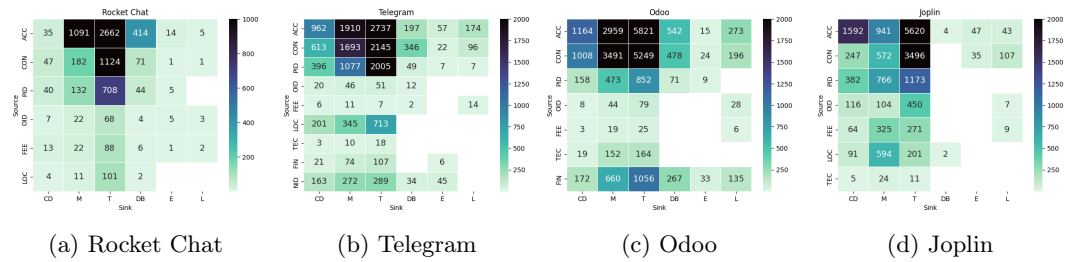 Rocket Chat
Source
ACC 35 1091 2662 414 14 5
CON 47 182 1124 71 1 1
PID 40 132 708 44 5
OID 7 22 68 4 5 3
FEE 13 22 88 6 1 2
LOC 4 11 101 2
CD M T DB E L
Sink
1000
800
600
400
200
(a) Rocket Chat
Telegram
Source
ACC 962 1910 2737 197 57 174
CON 613 1693 2145 346 22 96
PID 396 1077 2005 49 7 7
OID 20 46 51 12
FEE 6 11 7 2 14
LOC 201 345 713
TEC 3 10 18
FIN 21 74 107 6
NID 163 272 289 34 45
CD M T DB E L
Sink
2000
1750
1500
1250
1000
750
500
250
(b) Telegram
Odoo
Source
ACC 1164 2959 5821 542 15 273
CON 1008 3491 5249 478 24 196
PID 158 473 852 71 9
OID 8 44 79 28
FEE 3 19 25 6
TEC 19 152 164
FIN 172 660 1056 267 33 135
CD M T DB E L
Sink
2000
1750
1500
1250
1000
750
500
250
(c) Odoo
Joplin
Source
ACC 1592 941 5620 4 47 43
CON 247 572 3496 35 107
PID 382 766 1173
OID 116 104 450 7
FEE 64 325 271 9
LOC 91 594 201 2
TEC 5 24 11
CD M T DB E L
Sink
2000
1750
1500
1250
1000
750
500
250
(d) Joplin